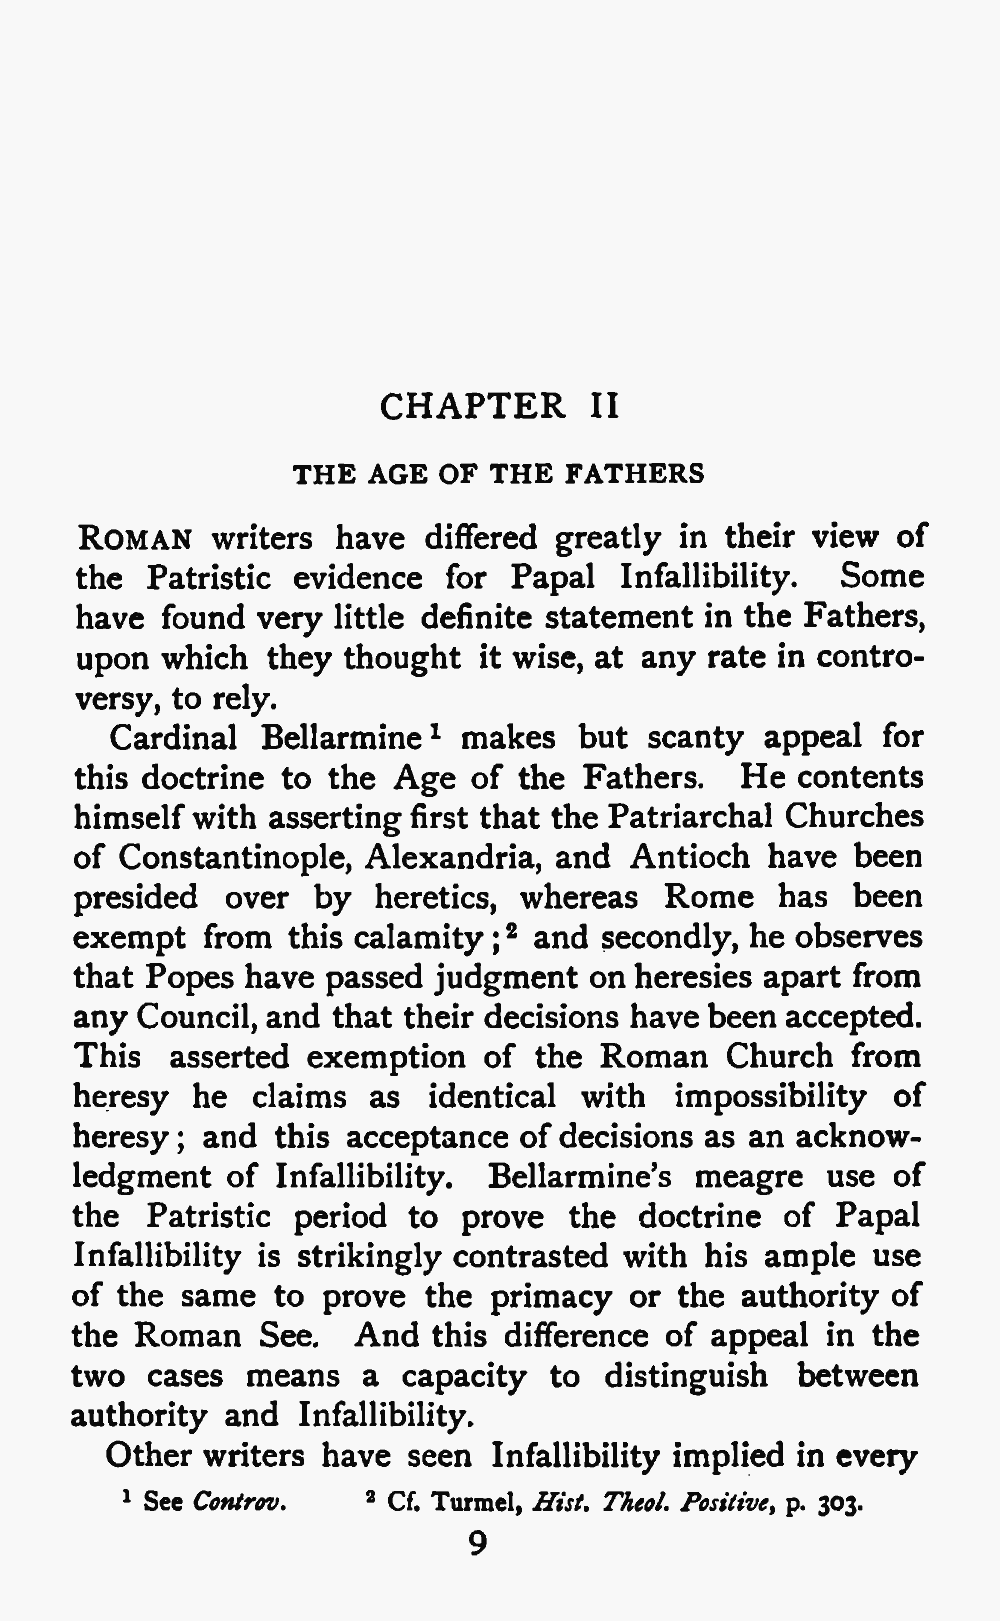 CHAPTER II
THE AGE OF THE FATHERS
ROMAN writers have differed greatly in their view of
the Patristic evidence for Papal Infallibility. Some
have found very little definite statement in the Fathers,
upon which they thought it wise, at any rate in contro-
versy, to rely.
Cardinal Bellarmine ¹ makes but scanty appeal for
this doctrine to the Age of the Fathers. He contents
himself with asserting first that the Patriarchal Churches
of Constantinople, Alexandria, and Antioch have been
presided over by heretics, whereas Rome has been
exempt from this calamity ; ² and secondly, he observes
that Popes have passed judgment on heresies apart from
any Council, and that their decisions have been accepted.
This asserted exemption of the Roman Church from
heresy he claims as identical with impossibility of
heresy ; and this acceptance of decisions as an acknow-
ledgment of Infallibility. Bellarmine's meagre use of
the Patristic period to prove the doctrine of Papal
Infallibility is strikingly contrasted with his ample use
of the same to prove the primacy or the authority of
the Roman See. And this difference of appeal in the
two cases means a capacity to distinguish between
authority and Infallibility.
Other writers have seen Infallibility implied in every
¹ See Controv. ² Cf. Turmel, Hist. Theol. Positive, p. 303.
9